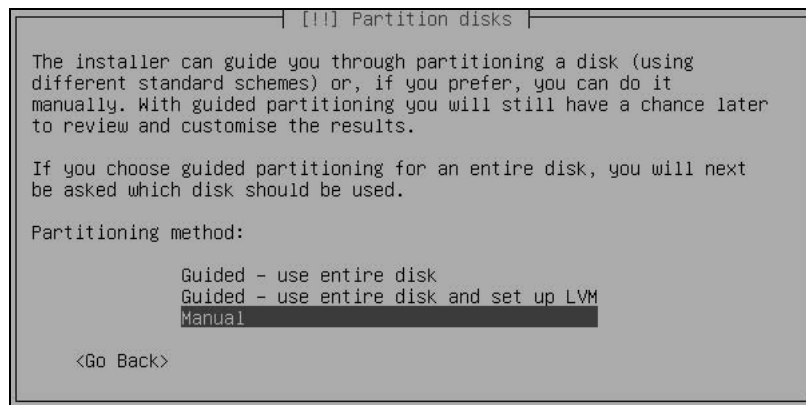 [!!] Partition disks
The installer can guide you through partitioning a disk (using
different standard schemes) or, if you prefer, you can do it
manually. With guided partitioning you will still have a chance later
to review and customise the results.
If you choose guided partitioning for an entire disk, you will next
be asked which disk should be used.
Partitioning method:
Guided - use entire disk
Guided - use entire disk and set up LVM
Manual
<Go Back>